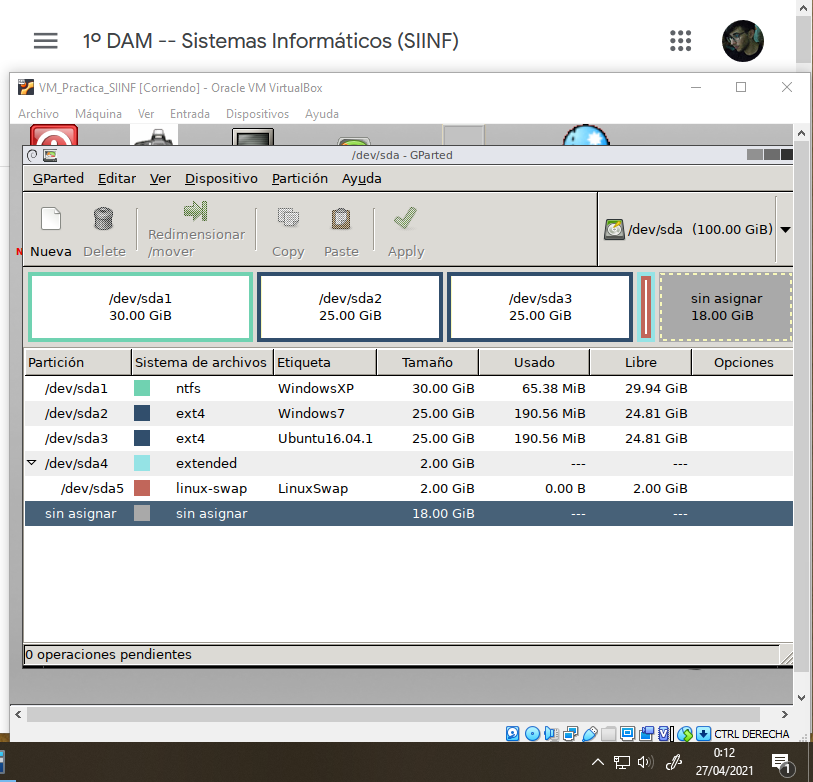 1º DAM -- Sistemas Informáticos (SIINF)
VM_Practica_SIINF [Corriendo] - Oracle VM VirtualBox
Archivo Máquina Ver Entrada Dispositivos Ayuda
/dev/sda - GParted
GParted Editar Ver Dispositivo Partición Ayuda
Nueva Delete Redimensionar
/mover Copy Paste Apply
/dev/sda (100.00 GiB)
/dev/sda1
30.00 GiB
/dev/sda2
25.00 GiB
/dev/sda3
25.00 GiB
sin asignar
18.00 GiB
Partición Sistema de archivos Etiqueta Tamaño Usado Libre Opciones
/dev/sda1 ntfs WindowsXP 30.00 GiB 65.38 MiB 29.94 GiB
/dev/sda2 ext4 Windows7 25.00 GiB 190.56 MiB 24.81 GiB
/dev/sda3 ext4 Ubuntu16.04.1 25.00 GiB 190.56 MiB 24.81 GiB
/dev/sda4 extended 2.00 GiB --- ---
/dev/sda5 linux-swap LinuxSwap 2.00 GiB 0.00 B 2.00 GiB
sin asignar sin asignar 18.00 GiB --- ---
0 operaciones pendientes
CTRL DERECHA
0:12
27/04/2021
1